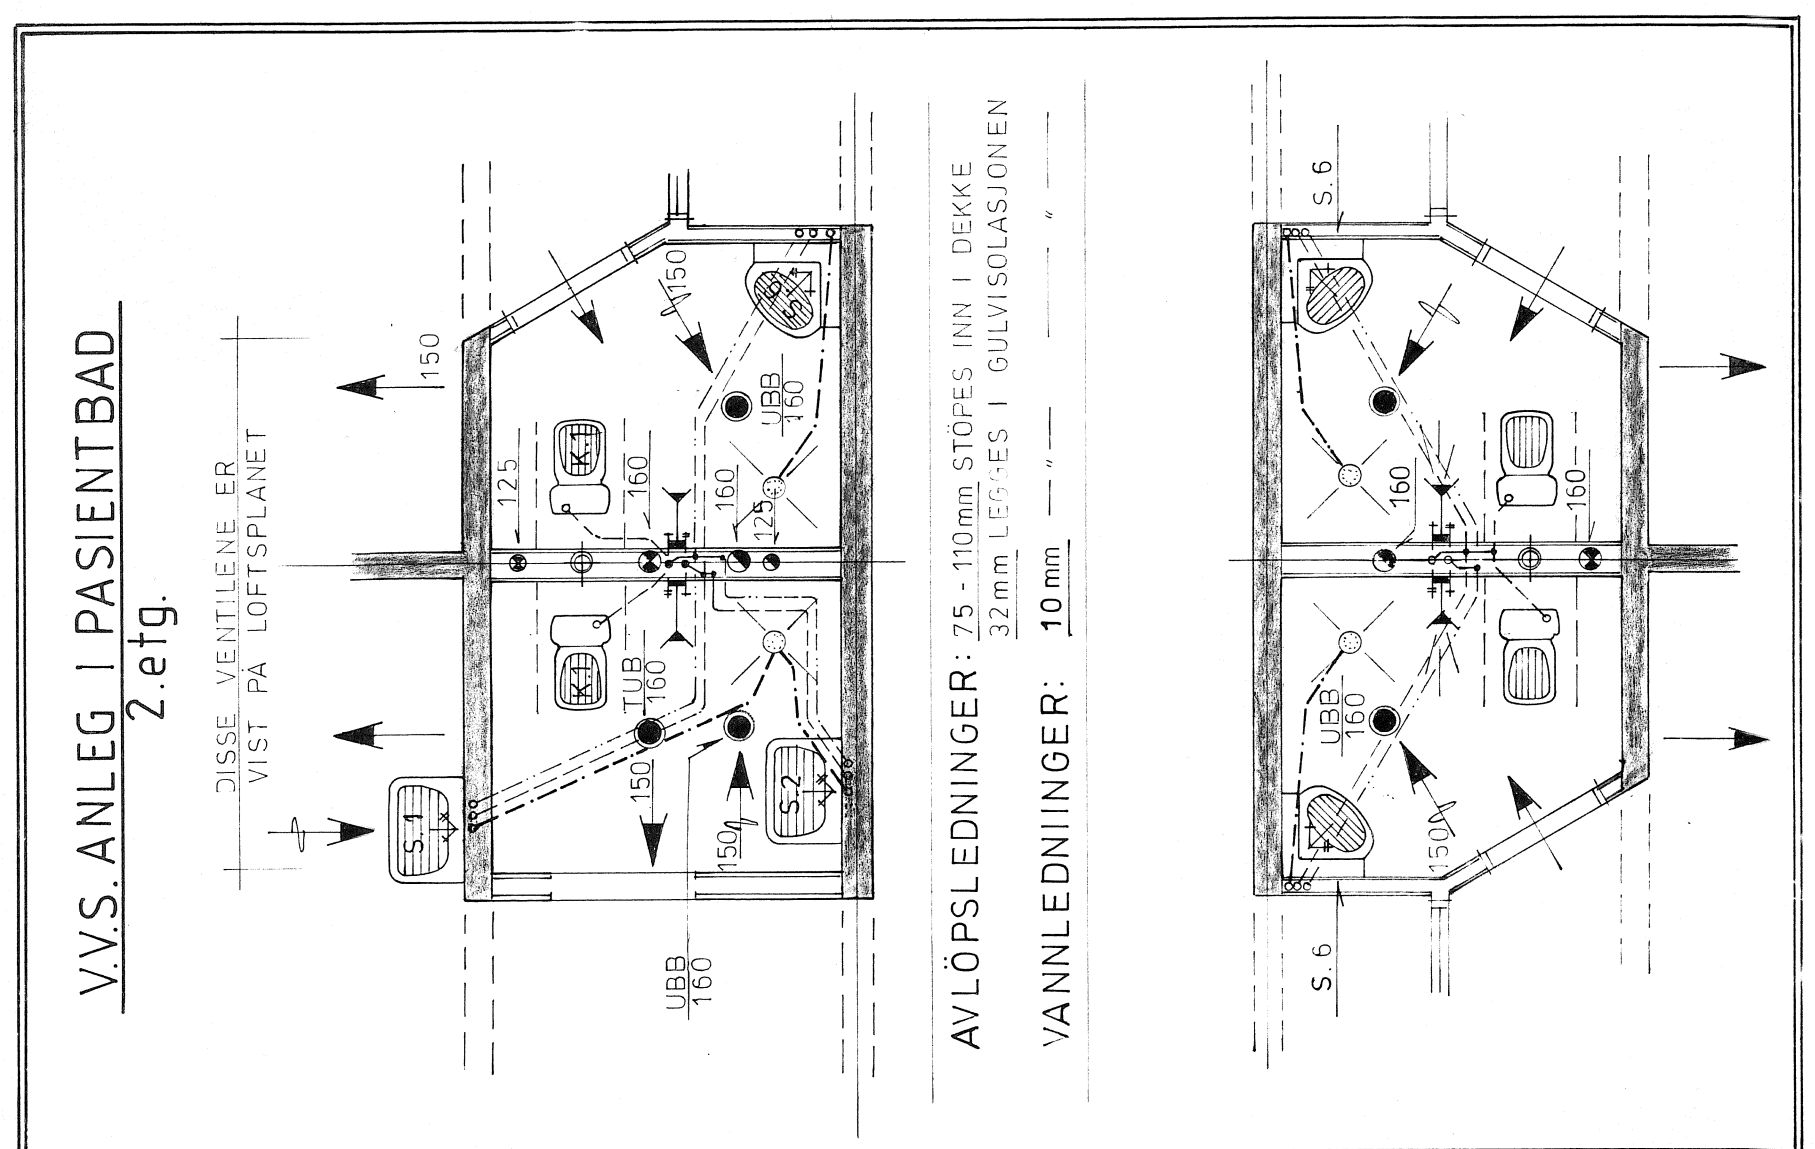 V.V.S. ANLEG I PASIENTBAD
2.etg.
DISSE VENTILENE ER
VIST PÅ LOFTSPLANET
150
S.1
125
K.1
160
160
125
150
S.6
UBB
160
K.1
TUB
160
150
150
S.2
UBB
160
AVLÖPSLEDNINGER: 75 - 110mm STÖPES INN I DEKKE
32mm LEGGES I GULVISOLASJONEN
VANNLEDNIINGER: 10mm — „ — — „ —
S.6
160
160
UBB
160
150
S.6